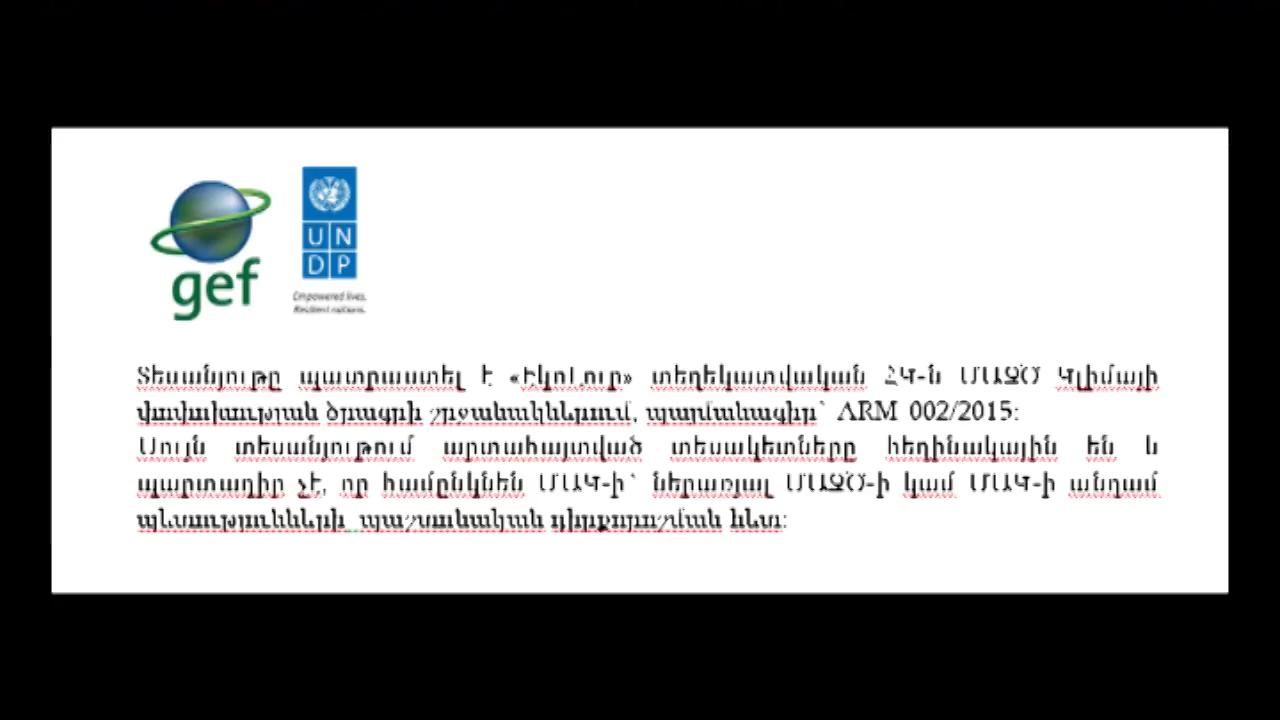 gef
UN
DP
Empowered lives.
Resilient nations.
Տեսանյութը պատրաստել է «ԷկոԼուր» տեղեկատվական ՀԿ-ն ՄԱԶԾ Կլիմայի
փոփոխության ծրագրի շրջանակներում, պայմանագիր՝ ARM 002/2015:
Սույն տեսանյութում արտահայտված տեսակետները հեղինակային են և
պարտադիր չէ, որ համընկնեն ՄԱԿ-ի՝ ներառյալ ՄԱԶԾ-ի կամ ՄԱԿ-ի անդամ
պետությունների պաշտոնական դիրքորոշման հետ: